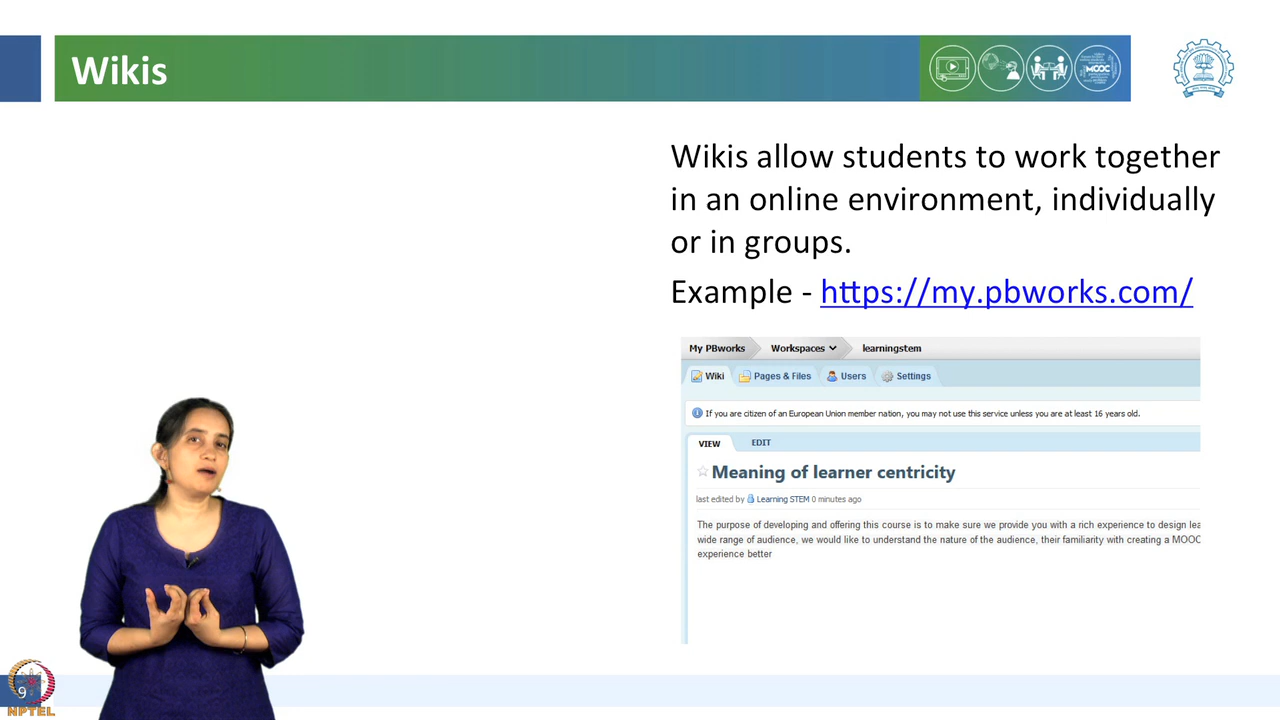 Wikis
MOOC
Wikis allow students to work together
in an online environment, individually
or in groups.
Example - https://my.pbworks.com/
My PBworks Workspaces learningstem
Wiki Pages & Files Users Settings
If you are citizen of an European Union member nation, you may not use this service unless you are at least 16 years old.
VIEW EDIT
Meaning of learner centricity
last edited by Learning STEM 0 minutes ago
The purpose of developing and offering this course is to make sure we provide you with a rich experience to design lea
wide range of audience, we would like to understand the nature of the audience, their familiarity with creating a MOOC
experience better
9
NPTEL